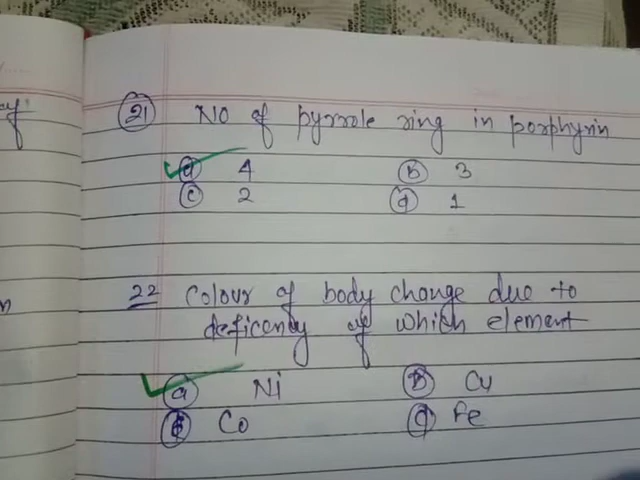 21 No of pyrrole ring in porphyrin
a 4 b 3
c 2 d 1
22 Colour of body change due to
deficendy of which element
a Ni b Cu
c Co d Fe